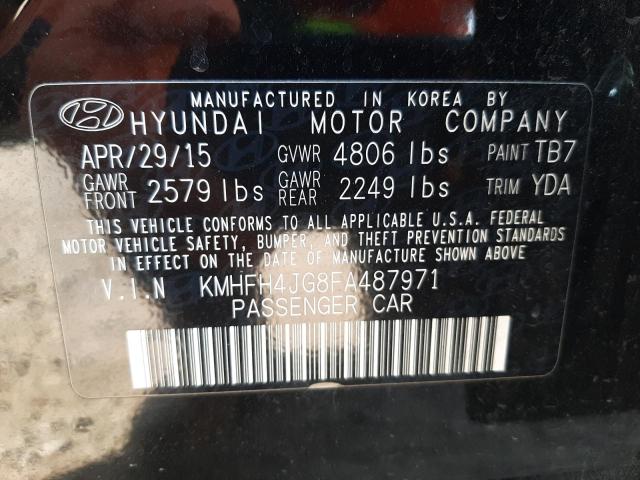 MANUFACTURED IN KOREA BY
HYUNDAI MOTOR COMPANY
APR/29/15 GVWR 4806 lbs PAINT TB7
GAWR FRONT 2579 lbs GAWR REAR 2249 lbs TRIM YDA
THIS VEHICLE CONFORMS TO ALL APPLICABLE U.S.A. FEDERAL
MOTOR VEHICLE SAFETY, BUMPER, AND THEFT PREVENTION STANDARDS
IN EFFECT ON THE DATE OF MANUFACTURE SHOWN ABOVE.
V.I.N KMHFH4JG8FA487971
PASSENGER CAR